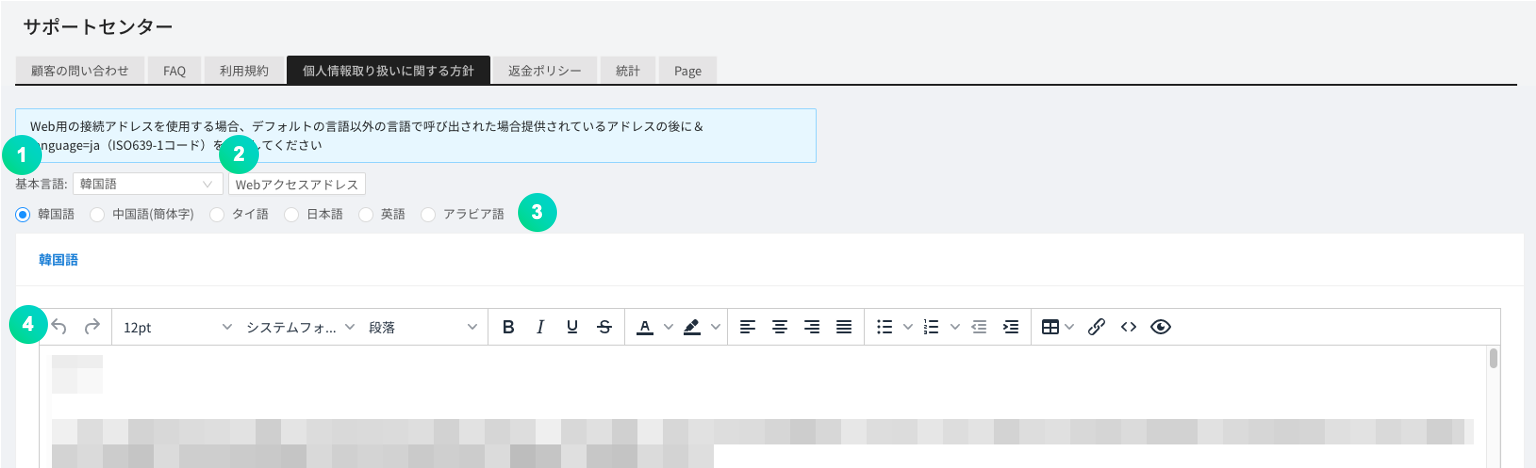 サポートセンター
顧客の問い合わせ FAQ 利用規約 個人情報取り扱いに関する方針 返金ポリシー 統計 Page
Web用の接続アドレスを使用する場合、デフォルトの言語以外の言語で呼び出された場合提供されているアドレスの後に＆
1 nguage=ja（ISO639-1コード）を 2 してください
基本言語: 韓国語 Webアクセスアドレス
韓国語 中国語(簡体字) タイ語 日本語 英語 アラビア語 3
韓国語
4 12pt システムフォ... 段落 B I U S A